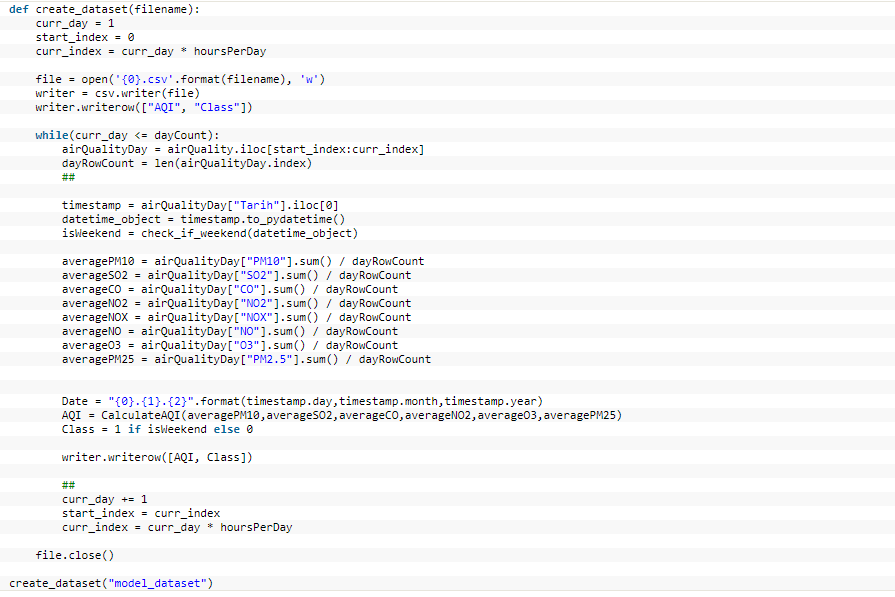 def create_dataset(filename):
    curr_day = 1
    start_index = 0
    curr_index = curr_day * hoursPerDay

    file = open('{0}.csv'.format(filename), 'w')
    writer = csv.writer(file)
    writer.writerow(["AQI", "Class"])

    while(curr_day <= dayCount):
        airQualityDay = airQuality.iloc[start_index:curr_index]
        dayRowCount = len(airQualityDay.index)
        ##

        timestamp = airQualityDay["Tarih"].iloc[0]
        datetime_object = timestamp.to_pydatetime()
        isWeekend = check_if_weekend(datetime_object)

        averagePM10 = airQualityDay["PM10"].sum() / dayRowCount
        averageSO2 = airQualityDay["SO2"].sum() / dayRowCount
        averageCO = airQualityDay["CO"].sum() / dayRowCount
        averageNO2 = airQualityDay["NO2"].sum() / dayRowCount
        averageNOX = airQualityDay["NOX"].sum() / dayRowCount
        averageNO = airQualityDay["NO"].sum() / dayRowCount
        averageO3 = airQualityDay["O3"].sum() / dayRowCount
        averagePM25 = airQualityDay["PM2.5"].sum() / dayRowCount


        Date = "{0}.{1}.{2}".format(timestamp.day,timestamp.month,timestamp.year)
        AQI = CalculateAQI(averagePM10,averageSO2,averageCO,averageNO2,averageO3,averagePM25)
        Class = 1 if isWeekend else 0

        writer.writerow([AQI, Class])

        ##
        curr_day += 1
        start_index = curr_index
        curr_index = curr_day * hoursPerDay

    file.close()

create_dataset("model_dataset")